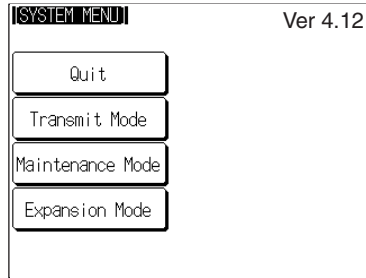 [SYSTEM MENU]
Ver 4.12
Quit
Transmit Mode
Maintenance Mode
Expansion Mode